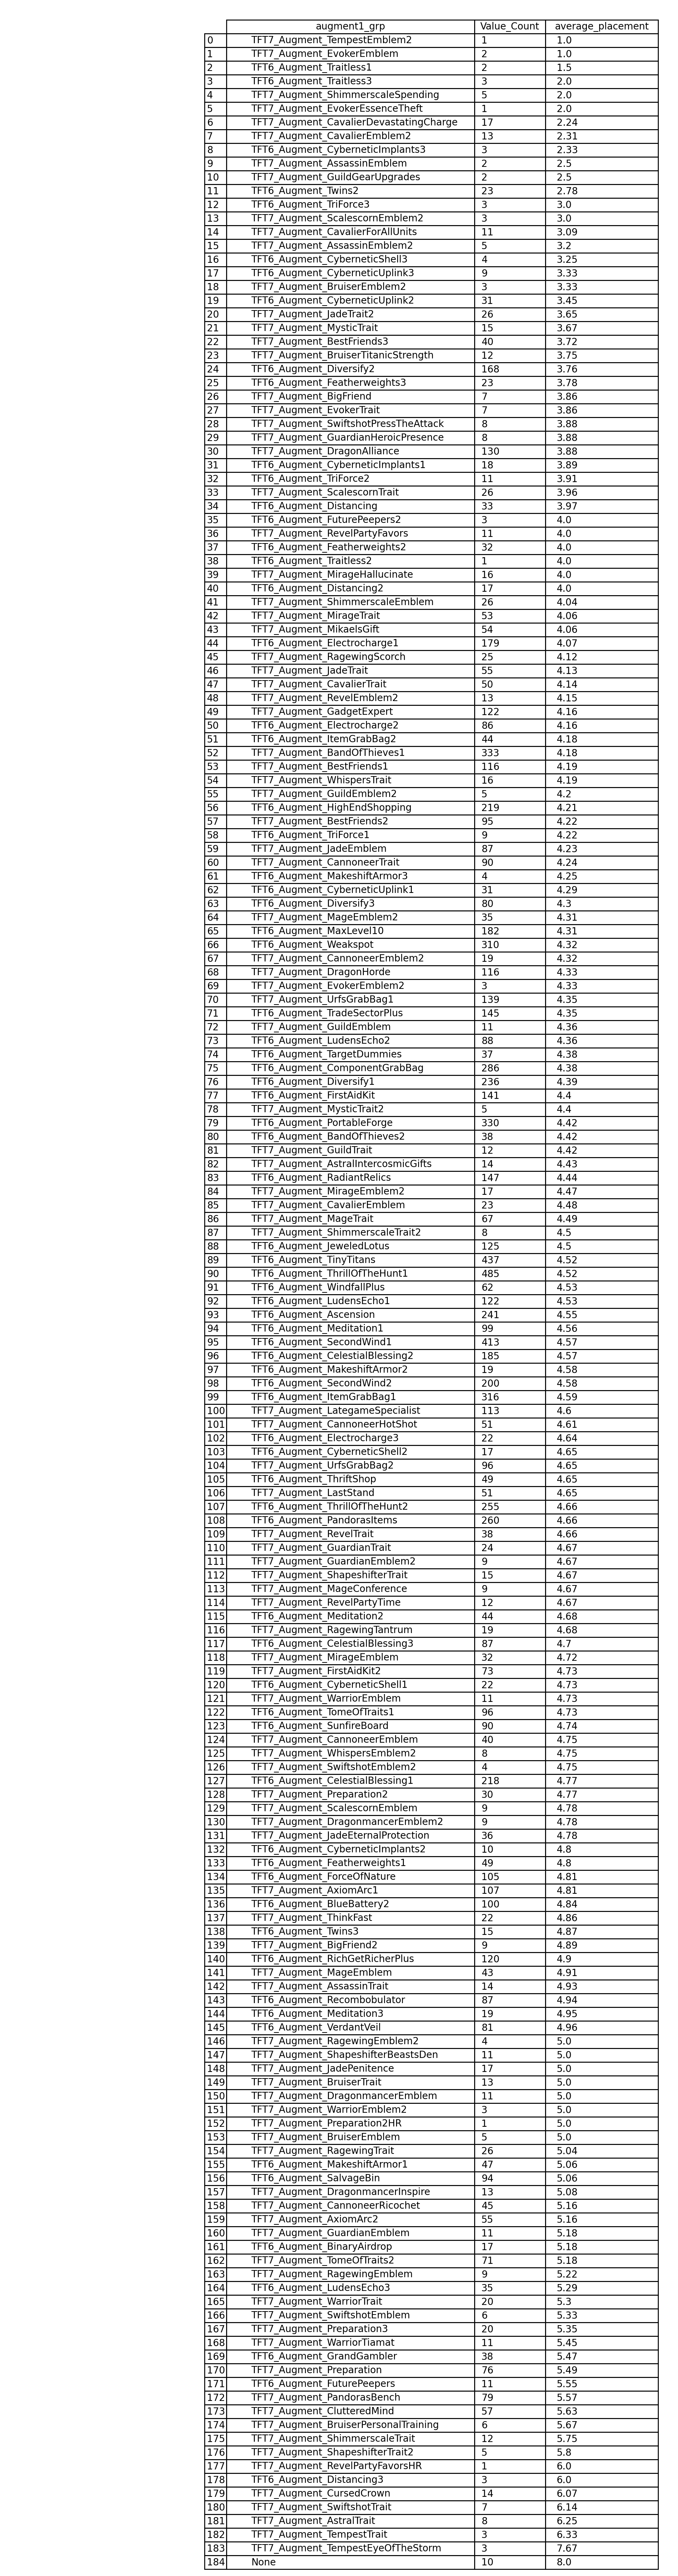 augment1_grp Value_Count average_placement
0 TFT7_Augment_TempestEmblem2 1 1.0
1 TFT7_Augment_EvokerEmblem 2 1.0
2 TFT6_Augment_Traitless1 2 1.5
3 TFT6_Augment_Traitless3 3 2.0
4 TFT7_Augment_ShimmerscaleSpending 5 2.0
5 TFT7_Augment_EvokerEssenceTheft 1 2.0
6 TFT7_Augment_CavalierDevastatingCharge 17 2.24
7 TFT7_Augment_CavalierEmblem2 13 2.31
8 TFT6_Augment_CyberneticImplants3 3 2.33
9 TFT7_Augment_AssassinEmblem 2 2.5
10 TFT7_Augment_GuildGearUpgrades 2 2.5
11 TFT6_Augment_Twins2 23 2.78
12 TFT6_Augment_TriForce3 3 3.0
13 TFT7_Augment_ScalescornEmblem2 3 3.0
14 TFT7_Augment_CavalierForAllUnits 11 3.09
15 TFT7_Augment_AssassinEmblem2 5 3.2
16 TFT6_Augment_CyberneticShell3 4 3.25
17 TFT6_Augment_CyberneticUplink3 9 3.33
18 TFT7_Augment_BruiserEmblem2 3 3.33
19 TFT6_Augment_CyberneticUplink2 31 3.45
20 TFT7_Augment_JadeTrait2 26 3.65
21 TFT7_Augment_MysticTrait 15 3.67
22 TFT7_Augment_BestFriends3 40 3.72
23 TFT7_Augment_BruiserTitanicStrength 12 3.75
24 TFT6_Augment_Diversify2 168 3.76
25 TFT6_Augment_Featherweights3 23 3.78
26 TFT7_Augment_BigFriend 7 3.86
27 TFT7_Augment_EvokerTrait 7 3.86
28 TFT7_Augment_SwiftshotPressTheAttack 8 3.88
29 TFT7_Augment_GuardianHeroicPresence 8 3.88
30 TFT7_Augment_DragonAlliance 130 3.88
31 TFT6_Augment_CyberneticImplants1 18 3.89
32 TFT6_Augment_TriForce2 11 3.91
33 TFT7_Augment_ScalescornTrait 26 3.96
34 TFT6_Augment_Distancing 33 3.97
35 TFT6_Augment_FuturePeepers2 3 4.0
36 TFT7_Augment_RevelPartyFavors 11 4.0
37 TFT6_Augment_Featherweights2 32 4.0
38 TFT6_Augment_Traitless2 1 4.0
39 TFT7_Augment_MirageHallucinate 16 4.0
40 TFT6_Augment_Distancing2 17 4.0
41 TFT7_Augment_ShimmerscaleEmblem 26 4.04
42 TFT7_Augment_MirageTrait 53 4.06
43 TFT7_Augment_MikaelsGift 54 4.06
44 TFT6_Augment_Electrocharge1 179 4.07
45 TFT7_Augment_RagewingScorch 25 4.12
46 TFT7_Augment_JadeTrait 55 4.13
47 TFT7_Augment_CavalierTrait 50 4.14
48 TFT7_Augment_RevelEmblem2 13 4.15
49 TFT7_Augment_GadgetExpert 122 4.16
50 TFT6_Augment_Electrocharge2 86 4.16
51 TFT6_Augment_ItemGrabBag2 44 4.18
52 TFT7_Augment_BandOfThieves1 333 4.18
53 TFT7_Augment_BestFriends1 116 4.19
54 TFT7_Augment_WhispersTrait 16 4.19
55 TFT7_Augment_GuildEmblem2 5 4.2
56 TFT6_Augment_HighEndShopping 219 4.21
57 TFT7_Augment_BestFriends2 95 4.22
58 TFT6_Augment_TriForce1 9 4.22
59 TFT7_Augment_JadeEmblem 87 4.23
60 TFT7_Augment_CannoneerTrait 90 4.24
61 TFT6_Augment_MakeshiftArmor3 4 4.25
62 TFT6_Augment_CyberneticUplink1 31 4.29
63 TFT6_Augment_Diversify3 80 4.3
64 TFT7_Augment_MageEmblem2 35 4.31
65 TFT6_Augment_MaxLevel10 182 4.31
66 TFT6_Augment_Weakspot 310 4.32
67 TFT7_Augment_CannoneerEmblem2 19 4.32
68 TFT7_Augment_DragonHorde 116 4.33
69 TFT7_Augment_EvokerEmblem2 3 4.33
70 TFT7_Augment_UrfsGrabBag1 139 4.35
71 TFT6_Augment_TradeSectorPlus 145 4.35
72 TFT7_Augment_GuildEmblem 11 4.36
73 TFT6_Augment_LudensEcho2 88 4.36
74 TFT6_Augment_TargetDummies 37 4.38
75 TFT6_Augment_ComponentGrabBag 286 4.38
76 TFT6_Augment_Diversify1 236 4.39
77 TFT6_Augment_FirstAidKit 141 4.4
78 TFT7_Augment_MysticTrait2 5 4.4
79 TFT6_Augment_PortableForge 330 4.42
80 TFT6_Augment_BandOfThieves2 38 4.42
81 TFT7_Augment_GuildTrait 12 4.42
82 TFT7_Augment_AstralIntercosmicGifts 14 4.43
83 TFT6_Augment_RadiantRelics 147 4.44
84 TFT7_Augment_MirageEmblem2 17 4.47
85 TFT7_Augment_CavalierEmblem 23 4.48
86 TFT7_Augment_MageTrait 67 4.49
87 TFT7_Augment_ShimmerscaleTrait2 8 4.5
88 TFT6_Augment_JeweledLotus 125 4.5
89 TFT6_Augment_TinyTitans 437 4.52
90 TFT6_Augment_ThrillOfTheHunt1 485 4.52
91 TFT6_Augment_WindfallPlus 62 4.53
92 TFT6_Augment_LudensEcho1 122 4.53
93 TFT6_Augment_Ascension 241 4.55
94 TFT6_Augment_Meditation1 99 4.56
95 TFT6_Augment_SecondWind1 413 4.57
96 TFT6_Augment_CelestialBlessing2 185 4.57
97 TFT6_Augment_MakeshiftArmor2 19 4.58
98 TFT6_Augment_SecondWind2 200 4.58
99 TFT6_Augment_ItemGrabBag1 316 4.59
100 TFT7_Augment_LategameSpecialist 113 4.6
101 TFT7_Augment_CannoneerHotShot 51 4.61
102 TFT6_Augment_Electrocharge3 22 4.64
103 TFT6_Augment_CyberneticShell2 17 4.65
104 TFT7_Augment_UrfsGrabBag2 96 4.65
105 TFT6_Augment_ThriftShop 49 4.65
106 TFT7_Augment_LastStand 51 4.65
107 TFT6_Augment_ThrillOfTheHunt2 255 4.66
108 TFT6_Augment_PandorasItems 260 4.66
109 TFT7_Augment_RevelTrait 38 4.66
110 TFT7_Augment_GuardianTrait 24 4.67
111 TFT7_Augment_GuardianEmblem2 9 4.67
112 TFT7_Augment_ShapeshifterTrait 15 4.67
113 TFT7_Augment_MageConference 9 4.67
114 TFT7_Augment_RevelPartyTime 12 4.67
115 TFT6_Augment_Meditation2 44 4.68
116 TFT7_Augment_RagewingTantrum 19 4.68
117 TFT6_Augment_CelestialBlessing3 87 4.7
118 TFT7_Augment_MirageEmblem 32 4.72
119 TFT7_Augment_FirstAidKit2 73 4.73
120 TFT6_Augment_CyberneticShell1 22 4.73
121 TFT7_Augment_WarriorEmblem 11 4.73
122 TFT6_Augment_TomeOfTraits1 96 4.73
123 TFT6_Augment_SunfireBoard 90 4.74
124 TFT7_Augment_CannoneerEmblem 40 4.75
125 TFT7_Augment_WhispersEmblem2 8 4.75
126 TFT7_Augment_SwiftshotEmblem2 4 4.75
127 TFT6_Augment_CelestialBlessing1 218 4.77
128 TFT7_Augment_Preparation2 30 4.77
129 TFT7_Augment_ScalescornEmblem 9 4.78
130 TFT7_Augment_DragonmancerEmblem2 9 4.78
131 TFT7_Augment_JadeEternalProtection 36 4.78
132 TFT6_Augment_CyberneticImplants2 10 4.8
133 TFT6_Augment_Featherweights1 49 4.8
134 TFT6_Augment_ForceOfNature 105 4.81
135 TFT7_Augment_AxiomArc1 107 4.81
136 TFT6_Augment_BlueBattery2 100 4.84
137 TFT7_Augment_ThinkFast 22 4.86
138 TFT6_Augment_Twins3 15 4.87
139 TFT7_Augment_BigFriend2 9 4.89
140 TFT6_Augment_RichGetRicherPlus 120 4.9
141 TFT7_Augment_MageEmblem 43 4.91
142 TFT7_Augment_AssassinTrait 14 4.93
143 TFT6_Augment_Recombobulator 87 4.94
144 TFT6_Augment_Meditation3 19 4.95
145 TFT6_Augment_VerdantVeil 81 4.96
146 TFT7_Augment_RagewingEmblem2 4 5.0
147 TFT7_Augment_ShapeshifterBeastsDen 11 5.0
148 TFT7_Augment_JadePenitence 17 5.0
149 TFT7_Augment_BruiserTrait 13 5.0
150 TFT7_Augment_DragonmancerEmblem 11 5.0
151 TFT7_Augment_WarriorEmblem2 3 5.0
152 TFT7_Augment_Preparation2HR 1 5.0
153 TFT7_Augment_BruiserEmblem 5 5.0
154 TFT7_Augment_RagewingTrait 26 5.04
155 TFT6_Augment_MakeshiftArmor1 47 5.06
156 TFT6_Augment_SalvageBin 94 5.06
157 TFT7_Augment_DragonmancerInspire 13 5.08
158 TFT7_Augment_CannoneerRicochet 45 5.16
159 TFT7_Augment_AxiomArc2 55 5.16
160 TFT7_Augment_GuardianEmblem 11 5.18
161 TFT6_Augment_BinaryAirdrop 17 5.18
162 TFT7_Augment_TomeOfTraits2 71 5.18
163 TFT7_Augment_RagewingEmblem 9 5.22
164 TFT6_Augment_LudensEcho3 35 5.29
165 TFT7_Augment_WarriorTrait 20 5.3
166 TFT7_Augment_SwiftshotEmblem 6 5.33
167 TFT7_Augment_Preparation3 20 5.35
168 TFT7_Augment_WarriorTiamat 11 5.45
169 TFT6_Augment_GrandGambler 38 5.47
170 TFT7_Augment_Preparation 76 5.49
171 TFT6_Augment_FuturePeepers 11 5.55
172 TFT7_Augment_PandorasBench 79 5.57
173 TFT7_Augment_ClutteredMind 57 5.63
174 TFT7_Augment_BruiserPersonalTraining 6 5.67
175 TFT7_Augment_ShimmerscaleTrait 12 5.75
176 TFT7_Augment_ShapeshifterTrait2 5 5.8
177 TFT7_Augment_RevelPartyFavorsHR 1 6.0
178 TFT6_Augment_Distancing3 3 6.0
179 TFT7_Augment_CursedCrown 14 6.07
180 TFT7_Augment_SwiftshotTrait 7 6.14
181 TFT7_Augment_AstralTrait 8 6.25
182 TFT7_Augment_TempestTrait 3 6.33
183 TFT7_Augment_TempestEyeOfTheStorm 3 7.67
184 None 10 8.0